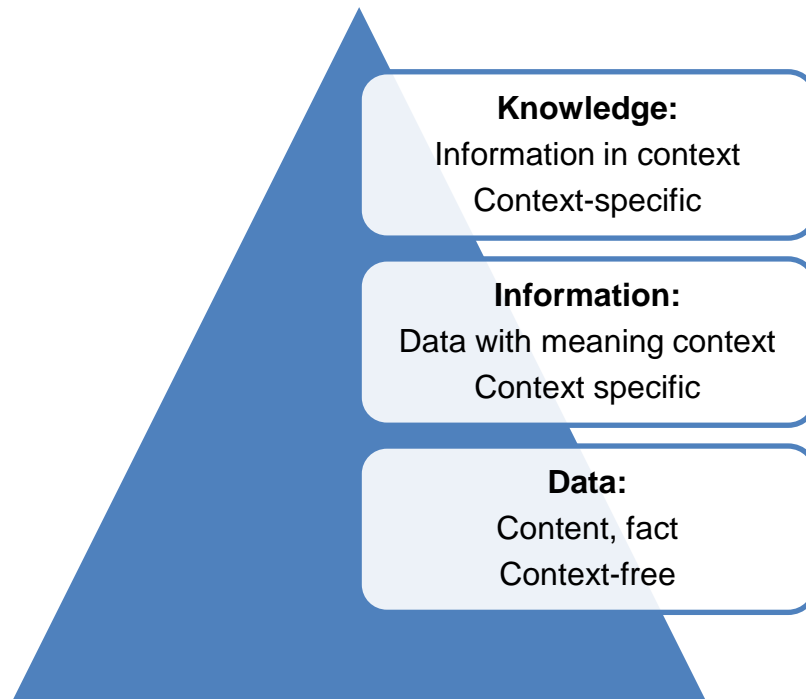 Knowledge:
Information in context
Context-specific
Information:
Data with meaning context
Context specific
Data:
Content, fact
Context-free